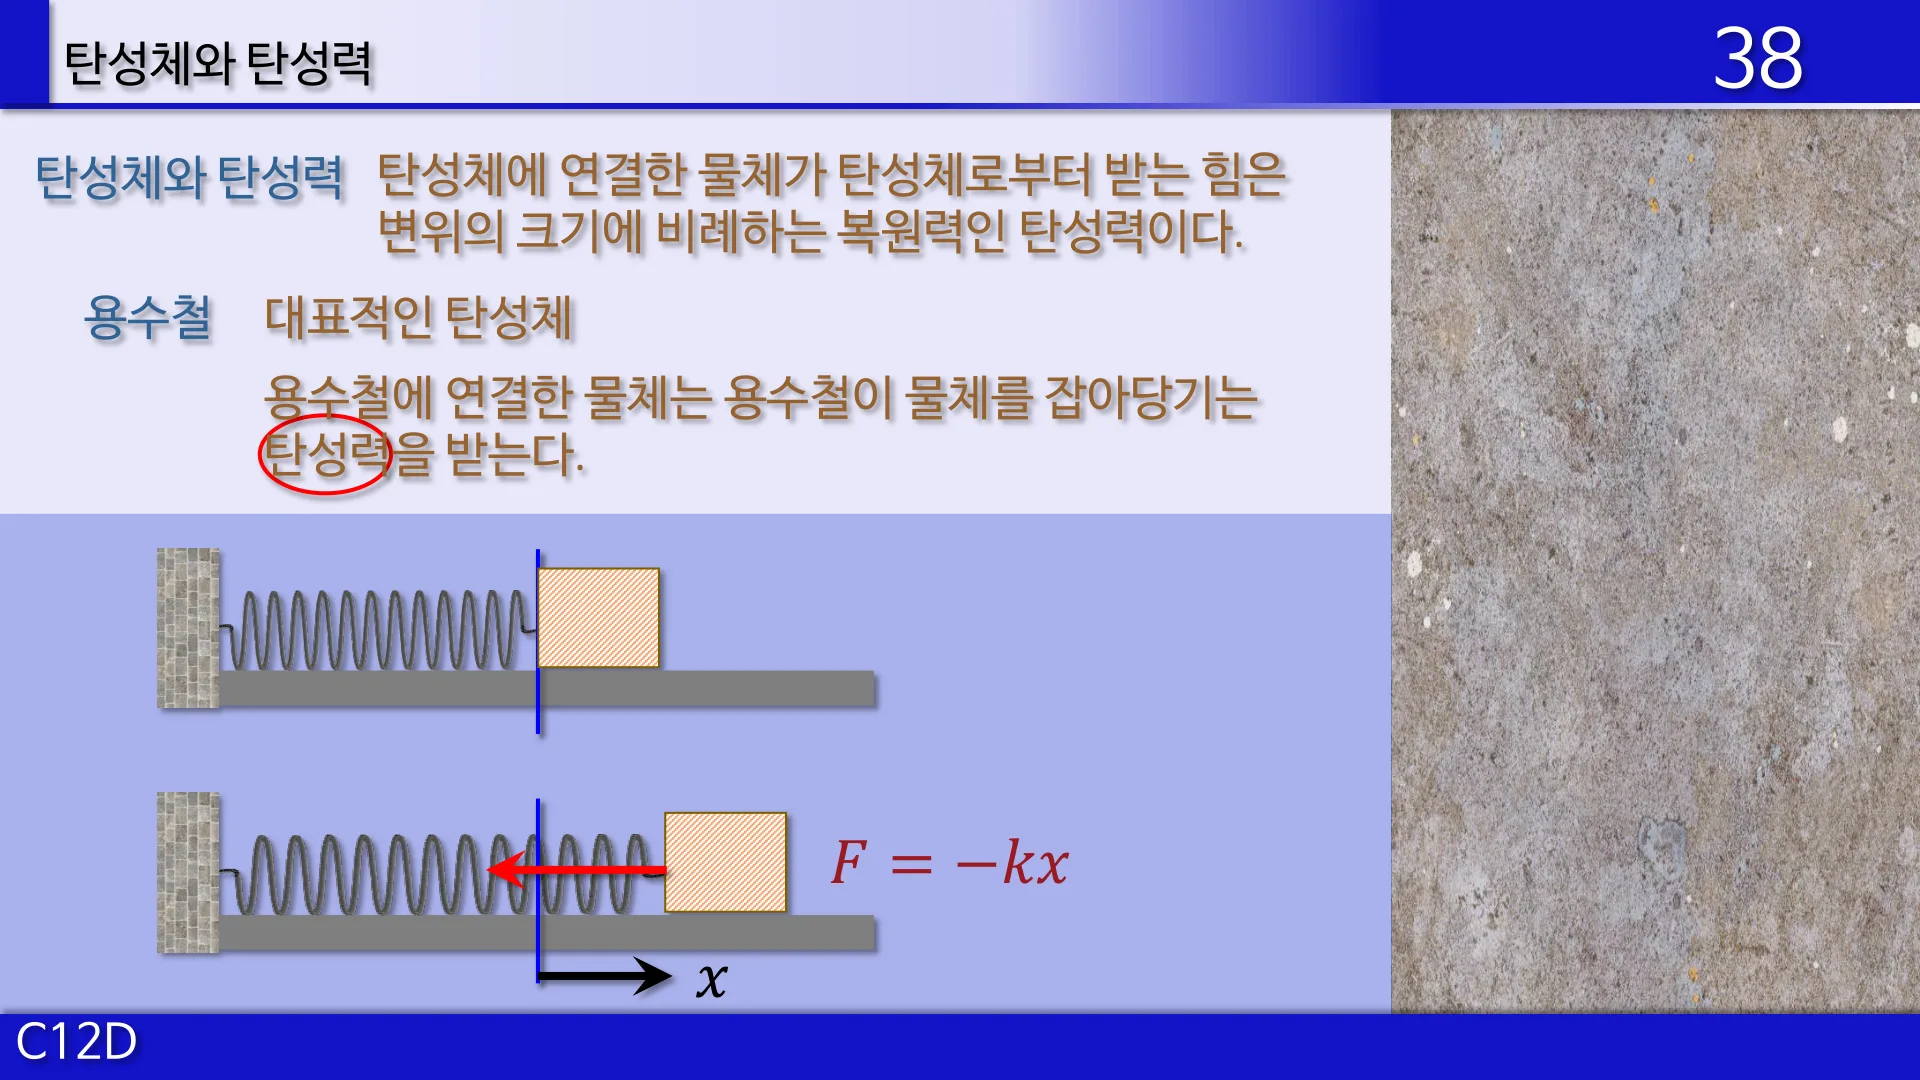 탄성체와 탄성력
38
탄성체와 탄성력
탄성체에 연결한 물체가 탄성체로부터 받는 힘은
변위의 크기에 비례하는 복원력인 탄성력이다.
용수철
대표적인 탄성체
용수철에 연결한 물체는 용수철이 물체를 잡아당기는
탄성력을 받는다.
F = −kx
x
C12D